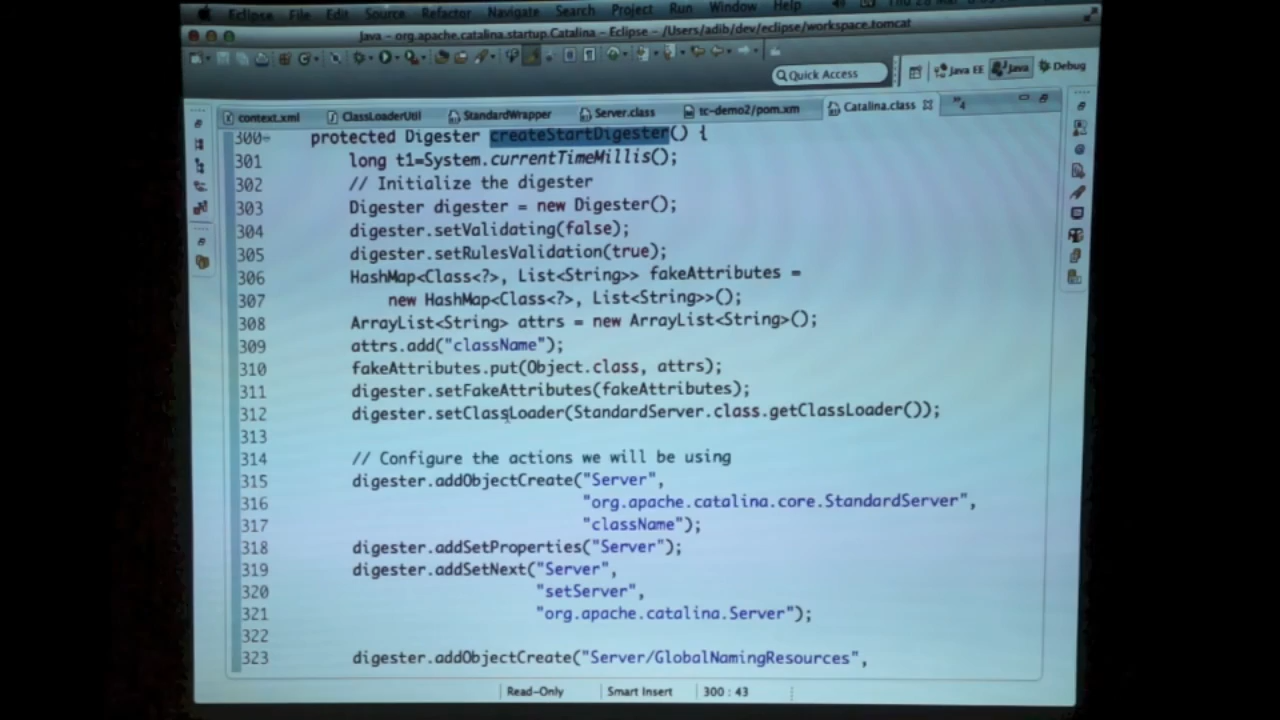 Eclipse File Edit Source Refactor Navigate Search Project Run Window Help
Java - org.apache.catalina.startup.Catalina - Eclipse - /Users/adib/dev/eclipse/workspace.tomcat
Quick Access Java EE Java Debug
context.xml ClassLoaderUtil StandardWrapper Server.class tc-demo2/pom.xm Catalina.class "4
300 protected Digester createStartDigester() {
301 long t1=System.currentTimeMillis();
302 // Initialize the digester
303 Digester digester = new Digester();
304 digester.setValidating(false);
305 digester.setRulesValidation(true);
306 HashMap<Class<?>, List<String>> fakeAttributes =
307 new HashMap<Class<?>, List<String>>();
308 ArrayList<String> attrs = new ArrayList<String>();
309 attrs.add("className");
310 fakeAttributes.put(Object.class, attrs);
311 digester.setFakeAttributes(fakeAttributes);
312 digester.setClassLoader(StandardServer.class.getClassLoader());
313
314 // Configure the actions we will be using
315 digester.addObjectCreate("Server",
316 "org.apache.catalina.core.StandardServer",
317 "className");
318 digester.addSetProperties("Server");
319 digester.addSetNext("Server",
320 "setServer",
321 "org.apache.catalina.Server");
322
323 digester.addObjectCreate("Server/GlobalNamingResources",
Read-Only Smart Insert 300 : 43